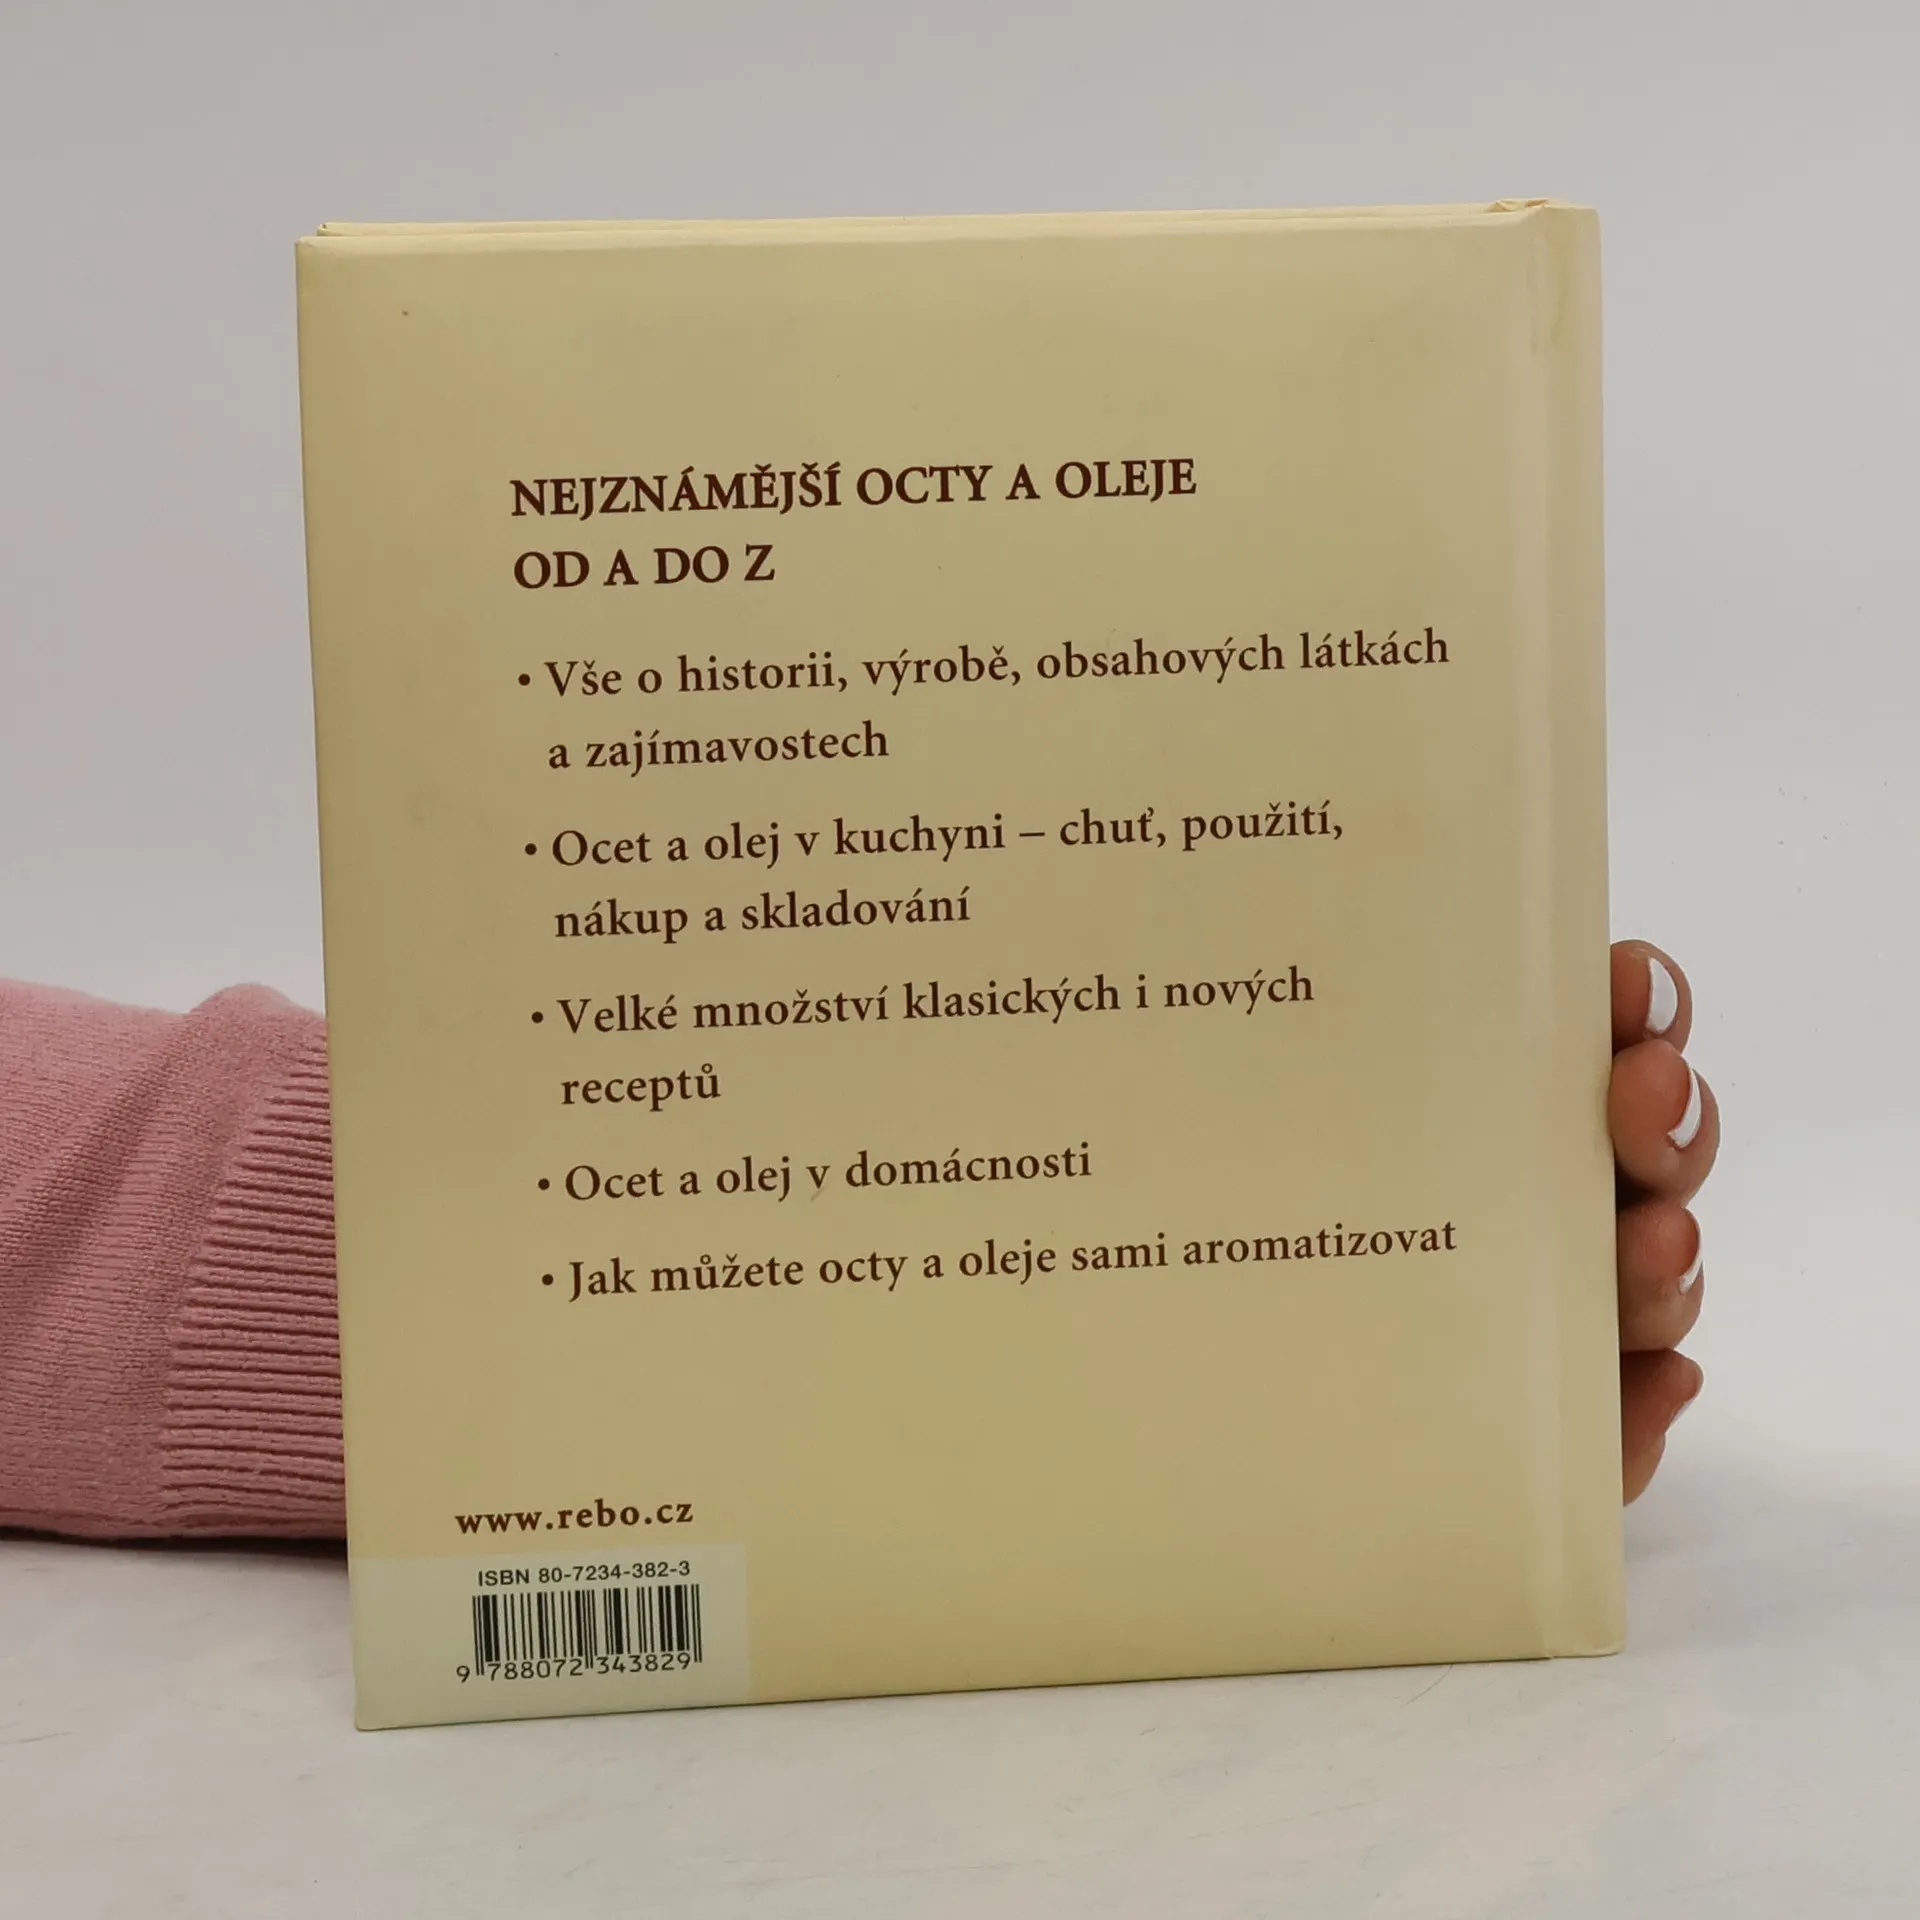 NEJZNÁMĚJŠÍ OCTY A OLEJE
OD A DO Z
• Vše o historii, výrobě, obsahových látkách
a zajímavostech
• Ocet a olej v kuchyni – chuť, použití,
nákup a skladování
• Velké množství klasických i nových
receptů
• Ocet a olej v domácnosti
• Jak můžete octy a oleje sami aromatizovat
www.rebo.cz
ISBN 80-7234-382-3
9 788072 343829